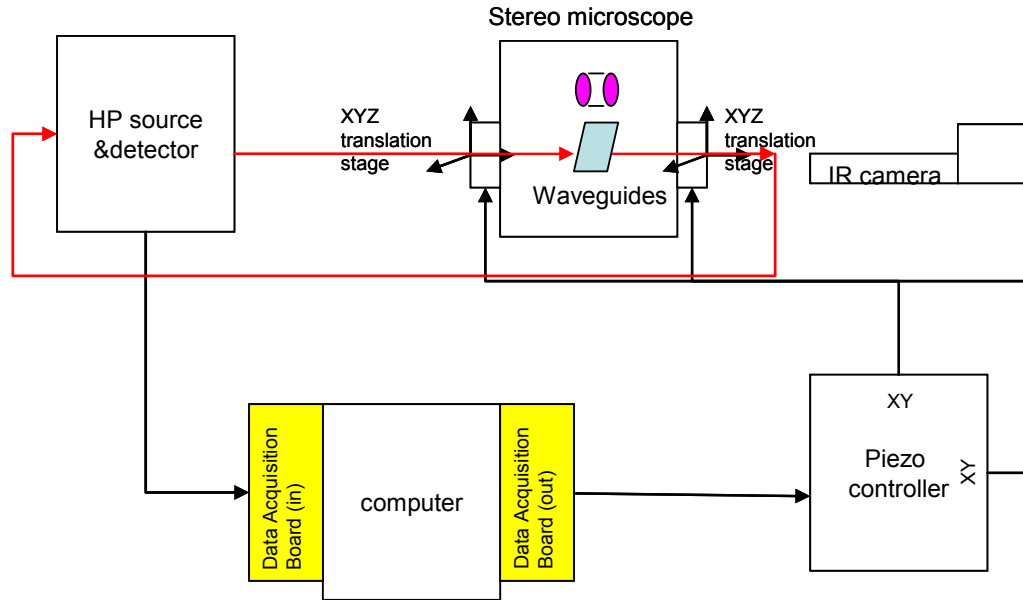 Stereo microscope
HP source
&detector
XYZ
translation
stage
Waveguides
XYZ
translation
stage
IR camera
Data Acquisition
Board (in)
computer
Data Acquisition
Board (out)
XY
Piezo
controller
XY